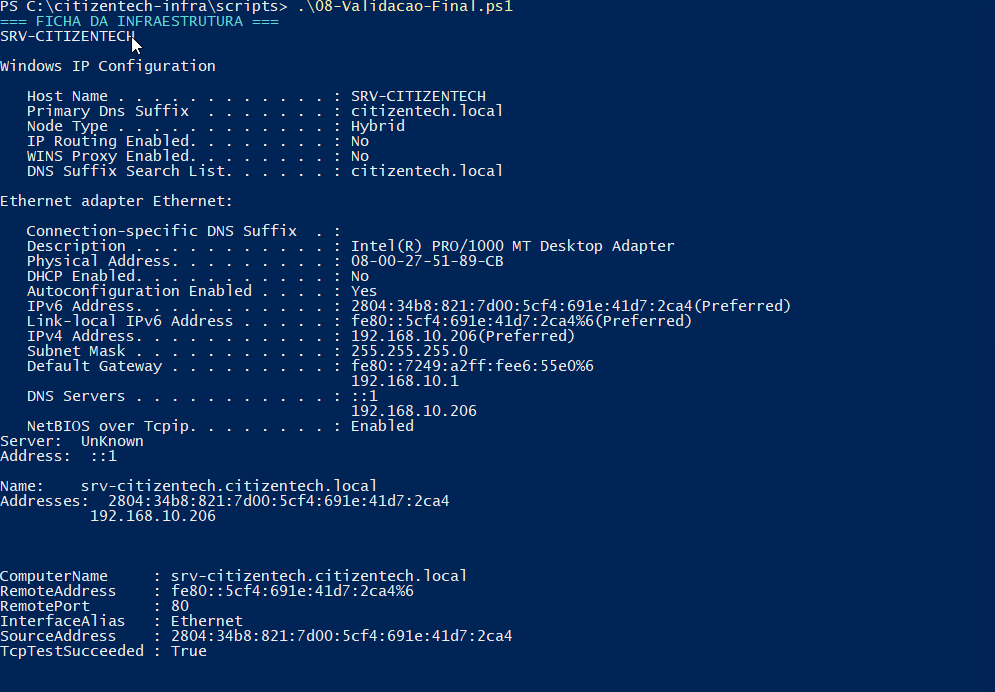 PS C:\citizentech-infra\scripts> .\08-Validacao-Final.ps1
=== FICHA DA INFRAESTRUTURA ===
SRV-CITIZENTECH
Windows IP Configuration
Host Name . . . . . . . . . . . . : SRV-CITIZENTECH
Primary Dns Suffix  . . . . . . . : citizentech.local
Node Type . . . . . . . . . . . . : Hybrid
IP Routing Enabled. . . . . . . . : No
WINS Proxy Enabled. . . . . . . . : No
DNS Suffix Search List. . . . . . : citizentech.local
Ethernet adapter Ethernet:
Connection-specific DNS Suffix  . :
Description . . . . . . . . . . . : Intel(R) PRO/1000 MT Desktop Adapter
Physical Address. . . . . . . . . : 08-00-27-51-89-CB
DHCP Enabled. . . . . . . . . . . : No
Autoconfiguration Enabled . . . . : Yes
IPv6 Address. . . . . . . . . . . : 2804:34b8:821:7d00:5cf4:691e:41d7:2ca4(Preferred)
Link-local IPv6 Address . . . . . : fe80::5cf4:691e:41d7:2ca4%6(Preferred)
IPv4 Address. . . . . . . . . . . : 192.168.10.206(Preferred)
Subnet Mask . . . . . . . . . . . : 255.255.255.0
Default Gateway . . . . . . . . . : fe80::7249:a2ff:fee6:55e0%6
192.168.10.1
DNS Servers . . . . . . . . . . . : ::1
192.168.10.206
NetBIOS over Tcpip. . . . . . . . : Enabled
Server:  UnKnown
Address:  ::1
Name:    srv-citizentech.citizentech.local
Addresses:  2804:34b8:821:7d00:5cf4:691e:41d7:2ca4
192.168.10.206
ComputerName     : srv-citizentech.citizentech.local
RemoteAddress    : fe80::5cf4:691e:41d7:2ca4%6
RemotePort       : 80
InterfaceAlias   : Ethernet
SourceAddress    : 2804:34b8:821:7d00:5cf4:691e:41d7:2ca4
TcpTestSucceeded : True